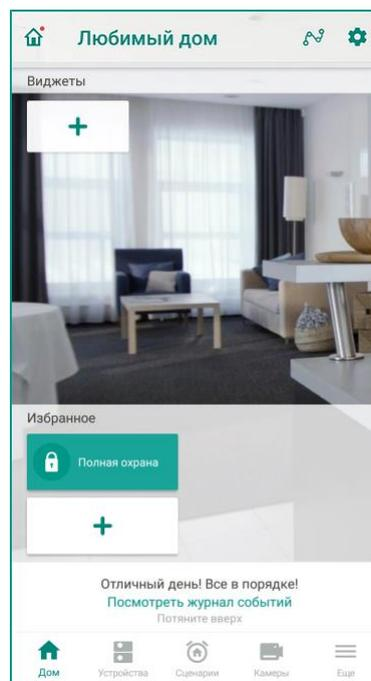 Любимый дом
Виджеты
Избранное
Полная охрана
Отличный день! Все в порядке!
Посмотреть журнал событий
Потяните вверх
Дом
Устройства
Сценарии
Камеры
Еще